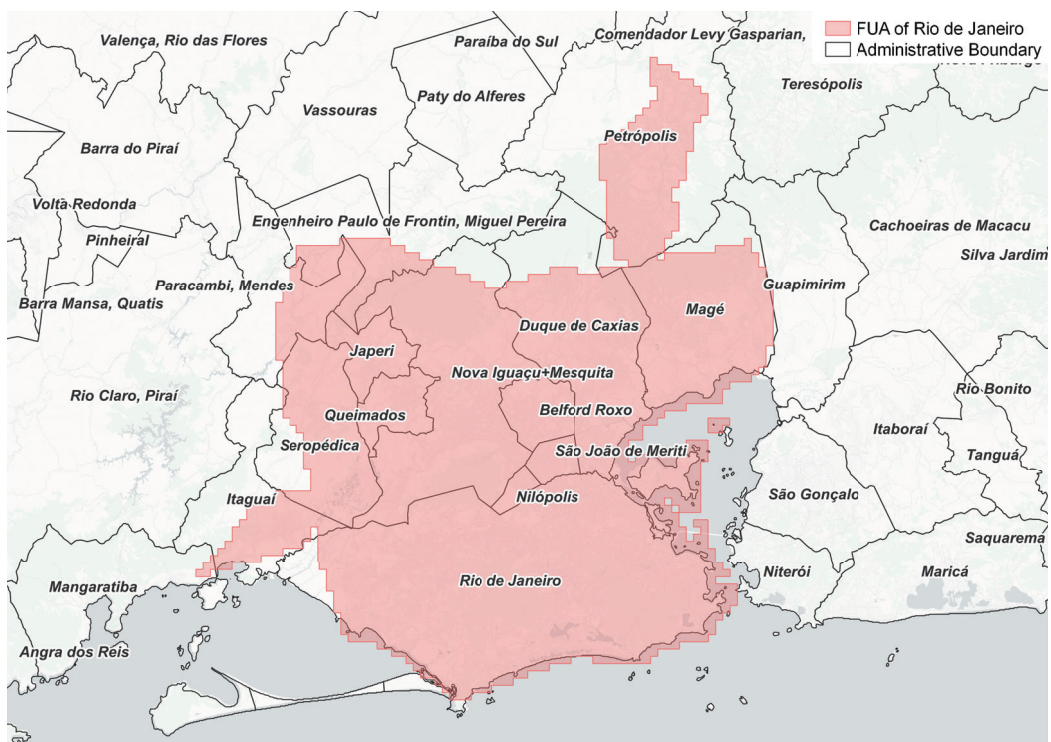 FUA of Rio de Janeiro
Administrative Boundary
Valença, Rio das Flores
Paraíba do Sul
Comendador Levy Gasparian,
Teresópolis
Paty do Alferes
Vassouras
Petrópolis
Barra do Piraí
Volta Redonda
Engenheiro Paulo de Frontin, Miguel Pereira
Cachoeiras de Macacu
Pinheiral
Silva Jardim
Paracambi, Mendes
Guapimirim
Barra Mansa, Quatis
Magé
Duque de Caxias
Japeri
Nova Iguaçu+Mesquita
Rio Bonito
Rio Claro, Piraí
Queimados
Belford Roxo
Itaboraí
Seropédica
São João de Meriti
Tanguá
Itaguaí
Nilópolis
São Gonçalo
Saquarema
Rio de Janeiro
Niterói
Maricá
Mangaratiba
Angra dos Reis